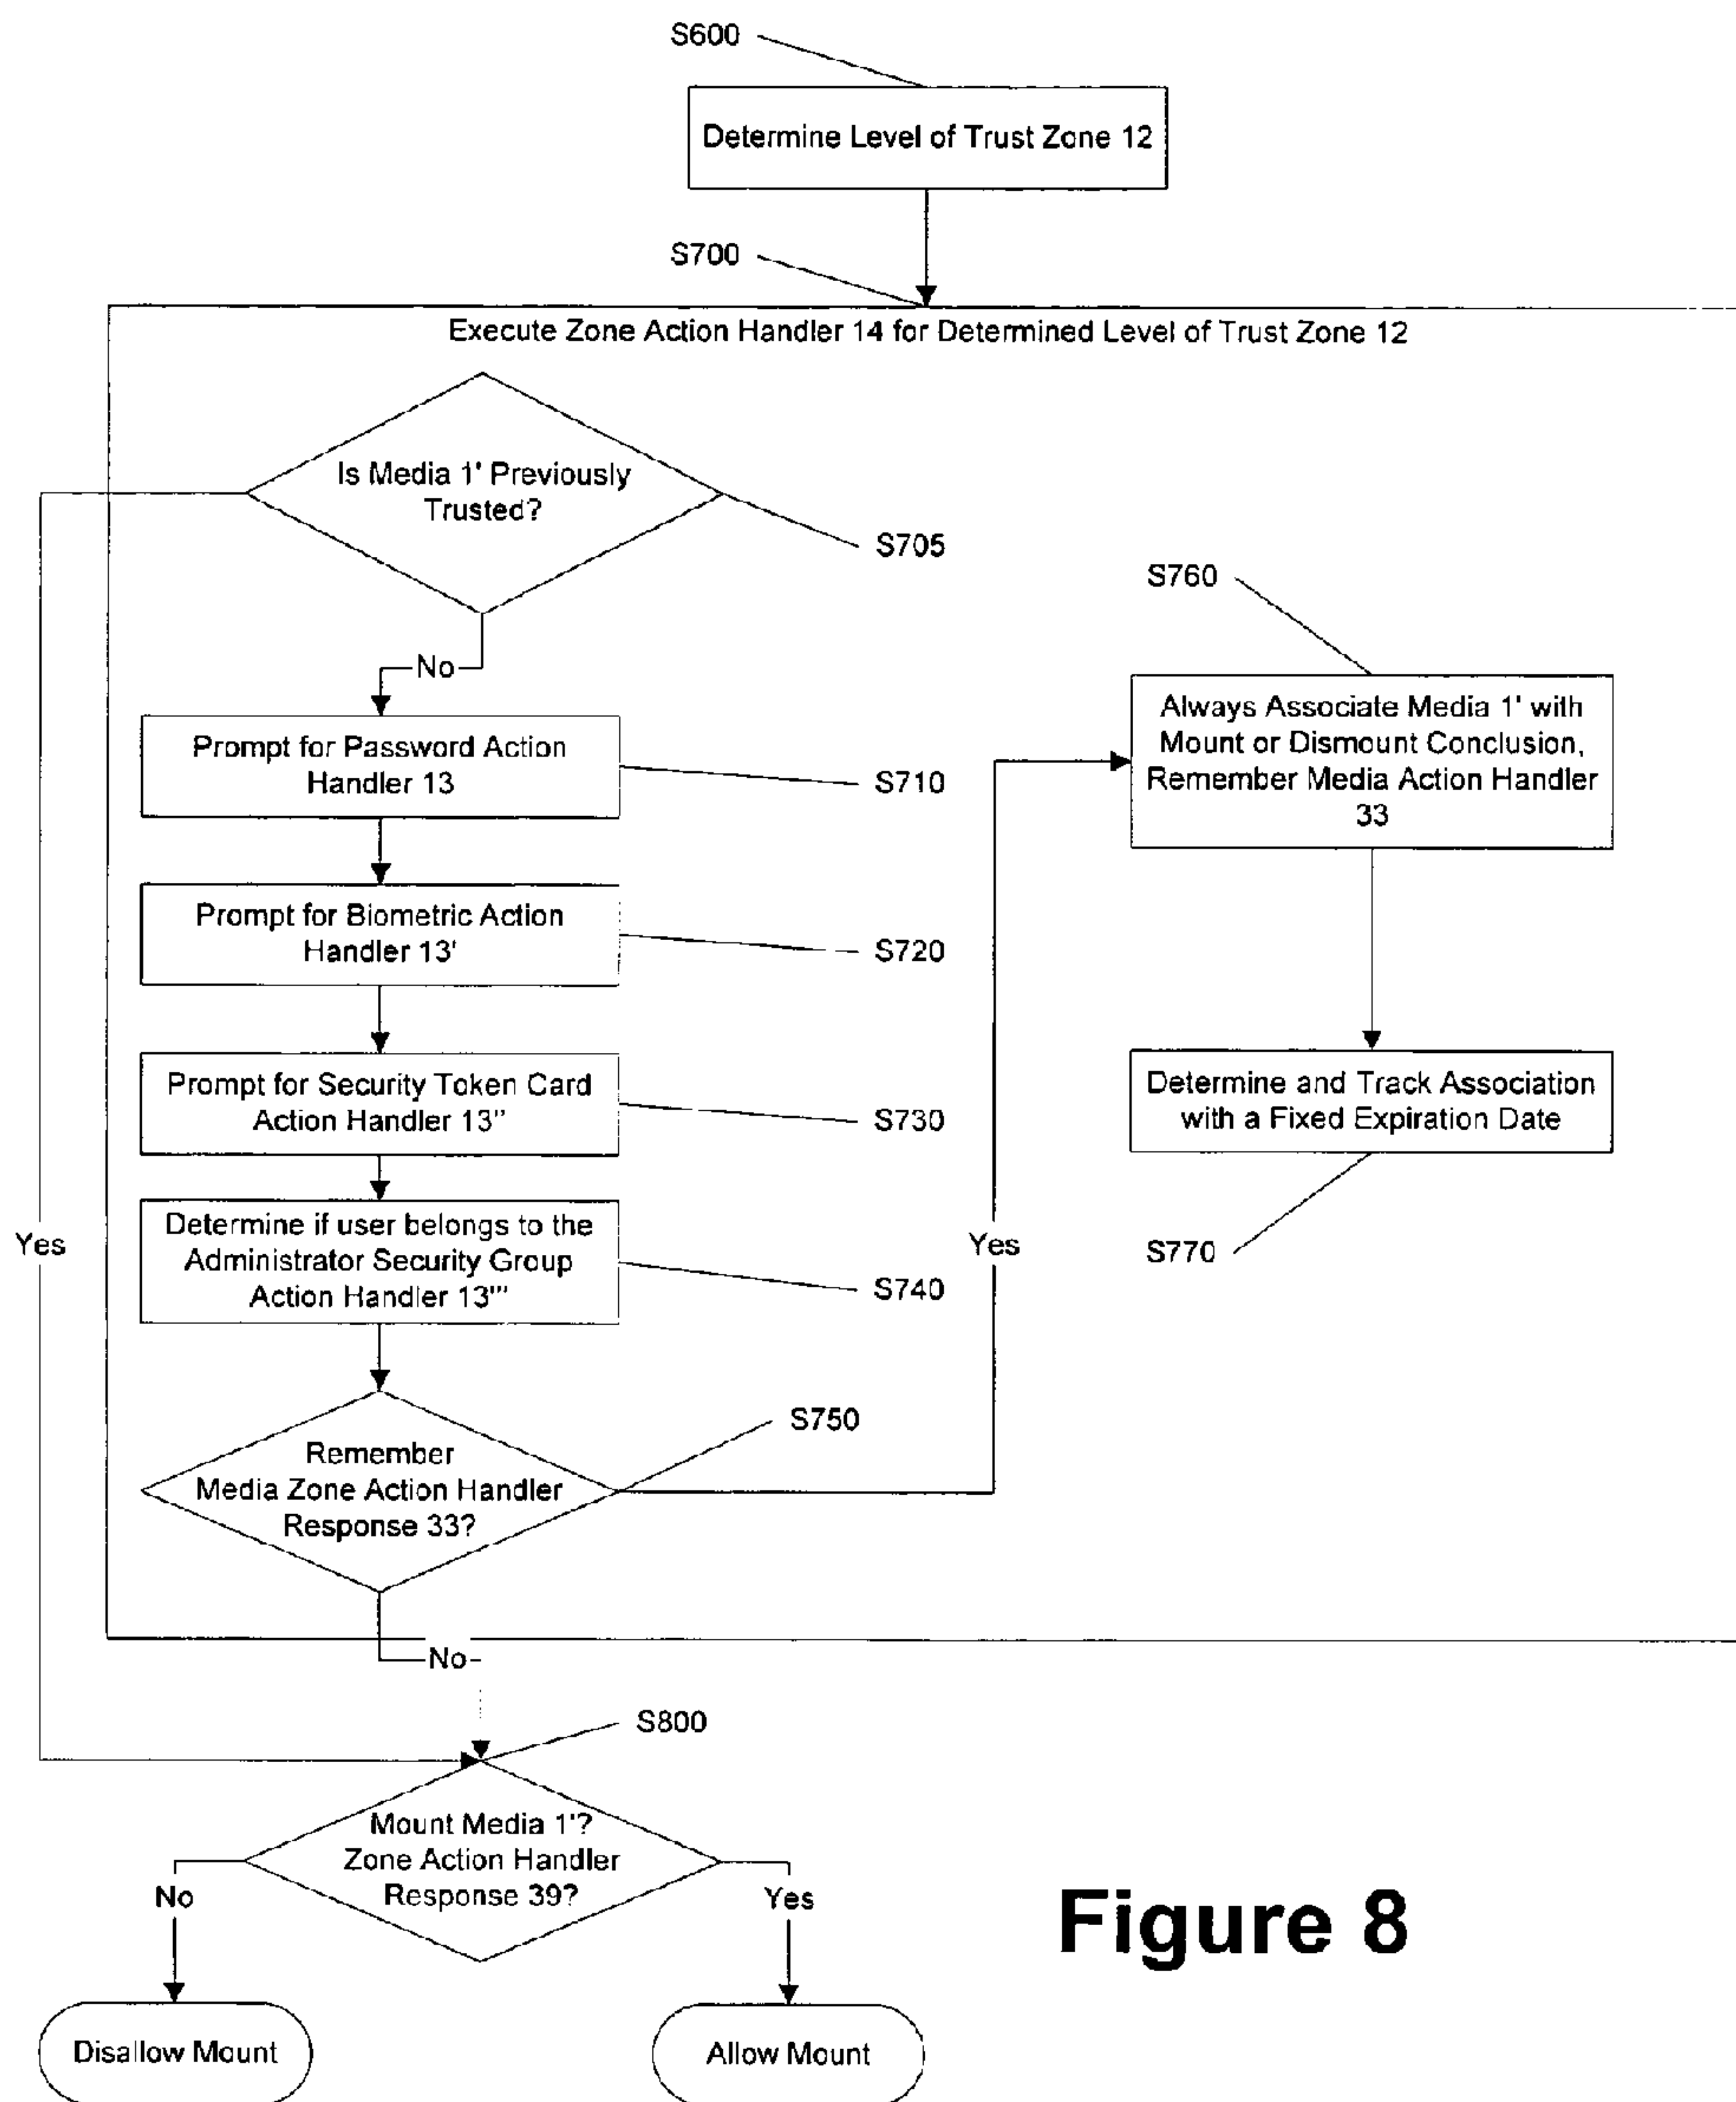 S600
Determine Level of Trust Zone 12
S700
Execute Zone Action Handler 14 for Determined Level of Trust Zone 12
Is Media 1' Previously
Trusted?
S705
S760
No
Always Associate Media 1' with
Mount or Dismount Conclusion,
Remember Media Action Handler
33
Prompt for Password Action
Handler 13
S710
Prompt for Biometric Action
Handler 13'
S720
Prompt for Security Token Card
Action Handler 13''
S730
Determine and Track Association
with a Fixed Expiration Date
Determine if user belongs to the
Administrator Security Group
Action Handler 13'''
S740
Yes
Yes
S770
S750
Remember
Media Zone Action Handler
Response 33?
No
S800
Mount Media 1'?
Zone Action Handler
Response 39?
No
Yes
Figure 8
Disallow Mount
Allow Mount